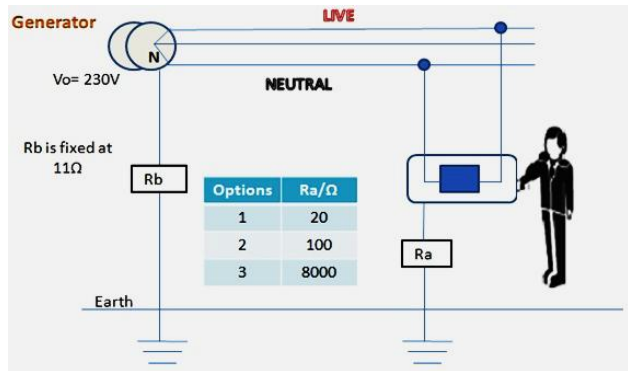 LIVE
Generator
N
Vo= 230V
NEUTRAL
Rb is fixed at
11Ω
Rb
Options Ra/Ω
1 20
2 100
3 8000
Ra
Earth